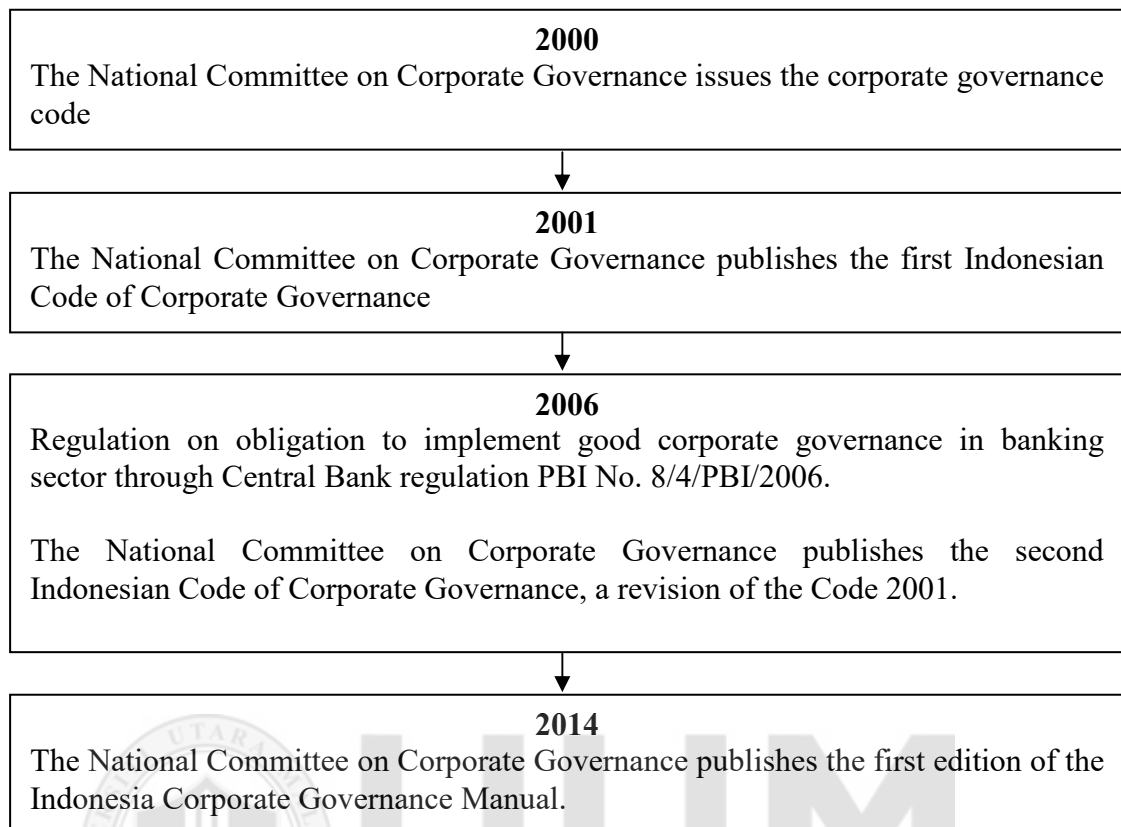 2000
The National Committee on Corporate Governance issues the corporate governance
code
2001
The National Committee on Corporate Governance publishes the first Indonesian
Code of Corporate Governance
2006
Regulation on obligation to implement good corporate governance in banking
sector through Central Bank regulation PBI No. 8/4/PBI/2006.
The National Committee on Corporate Governance publishes the second
Indonesian Code of Corporate Governance, a revision of the Code 2001.
2014
UTARA
The National Committee on Corporate Governance publishes the first edition of the
Indonesia Corporate Governance Manual.